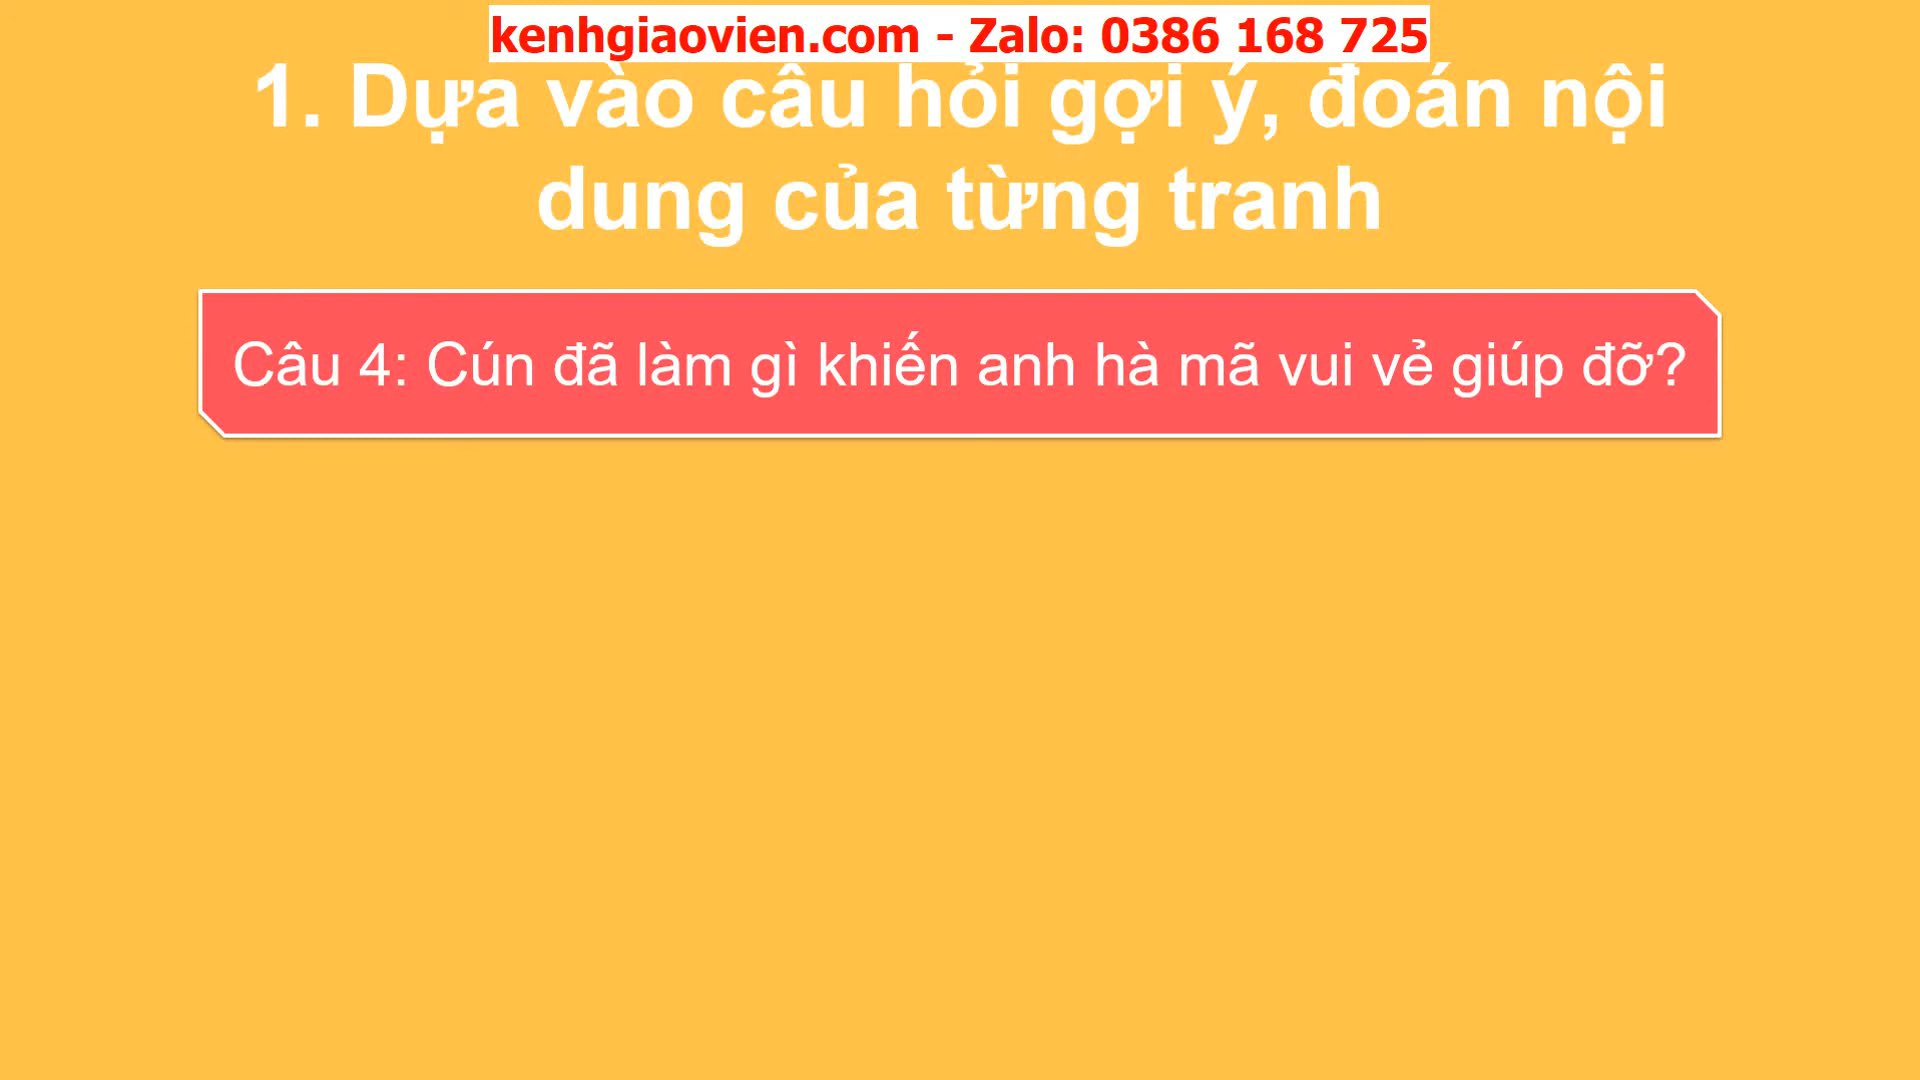 kenhgiaovien.com - Zalo: 0386 168 725
1. Dựa vào câu hỏi gợi ý, đoán nội
dung của từng tranh
Câu 4: Cún đã làm gì khiến anh hà mã vui vẻ giúp đỡ?